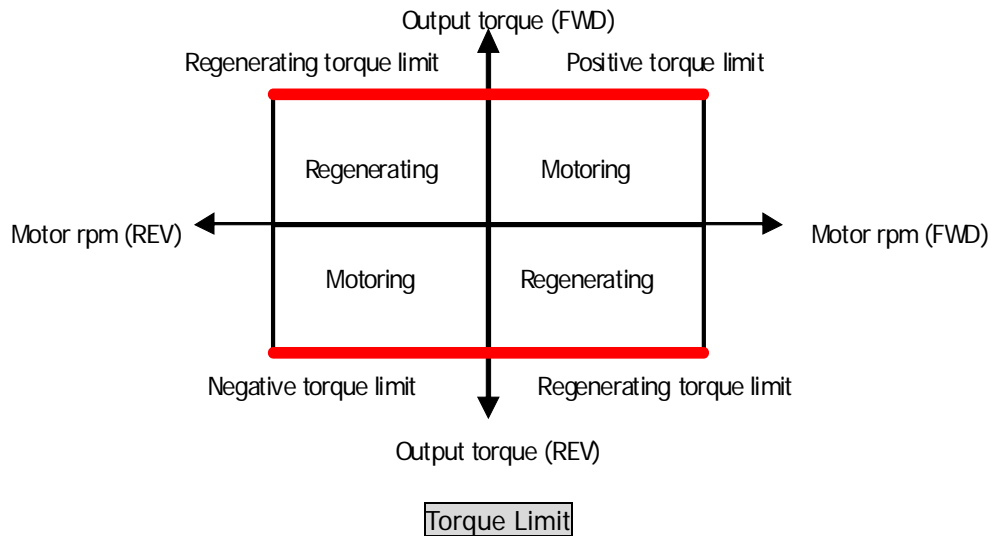 Output torque (FWD)
Regenerating torque limit
Positive torque limit
Regenerating
Motoring
Motor rpm (REV)
Motor rpm (FWD)
Motoring
Regenerating
Negative torque limit
Regenerating torque limit
Output torque (REV)
Torque Limit